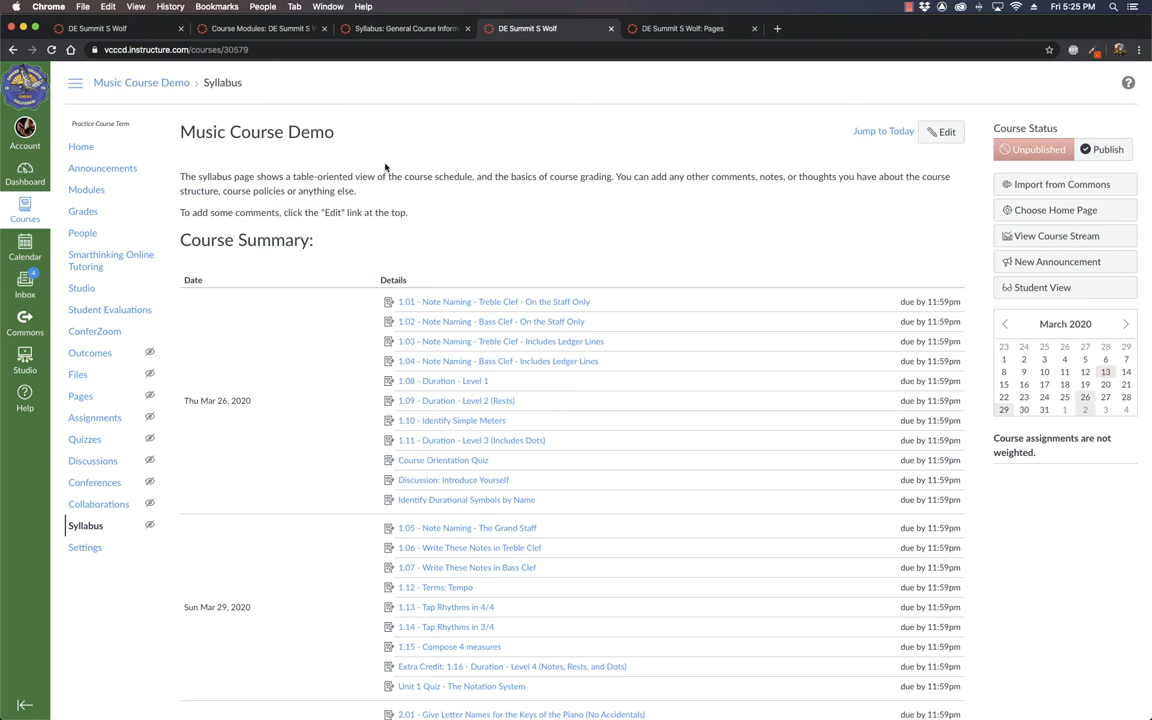 Chrome File Edit View History Bookmarks People Tab Window Help
Fri 5:25 PM
DE Summit S Wolf
Course Modules: DE Summit S W
Syllabus: General Course Inform
DE Summit S Wolf
DE Summit S Wolf: Pages
vcccd.instructure.com/courses/30579
Account
Dashboard
Courses
Calendar
4
Inbox
Commons
Studio
Help
Music Course Demo › Syllabus
Practice Course Term
Home
Announcements
Modules
Grades
People
Smarthinking Online
Tutoring
Studio
Student Evaluations
ConferZoom
Outcomes
Files
Pages
Assignments
Quizzes
Discussions
Conferences
Collaborations
Syllabus
Settings
Music Course Demo
Jump to Today
Edit
The syllabus page shows a table-oriented view of the course schedule, and the basics of course grading. You can add any other comments, notes, or thoughts you have about the course
structure, course policies or anything else.
To add some comments, click the "Edit" link at the top.
Course Summary:
Date Details
Thu Mar 26, 2020
1.01 - Note Naming - Treble Clef - On the Staff Only due by 11:59pm
1.02 - Note Naming - Bass Clef - On the Staff Only due by 11:59pm
1.03 - Note Naming - Treble Clef - Includes Ledger Lines due by 11:59pm
1.04 - Note Naming - Bass Clef - Includes Ledger Lines due by 11:59pm
1.08 - Duration - Level 1 due by 11:59pm
1.09 - Duration - Level 2 (Rests) due by 11:59pm
1.10 - Identify Simple Meters due by 11:59pm
1.11 - Duration - Level 3 (Includes Dots) due by 11:59pm
Course Orientation Quiz due by 11:59pm
Discussion: Introduce Yourself due by 11:59pm
Identify Durational Symbols by Name due by 11:59pm
Sun Mar 29, 2020
1.05 - Note Naming - The Grand Staff due by 11:59pm
1.06 - Write These Notes in Treble Clef due by 11:59pm
1.07 - Write These Notes in Bass Clef due by 11:59pm
1.12 - Terms: Tempo due by 11:59pm
1.13 - Tap Rhythms in 4/4 due by 11:59pm
1.14 - Tap Rhythms in 3/4 due by 11:59pm
1.15 - Compose 4 measures due by 11:59pm
Extra Credit: 1.16 - Duration - Level 4 (Notes, Rests, and Dots) due by 11:59pm
Unit 1 Quiz - The Notation System due by 11:59pm
2.01 - Give Letter Names for the Keys of the Piano (No Accidentals) due by 11:59pm
Course Status
Unpublished Publish
Import from Commons
Choose Home Page
View Course Stream
New Announcement
Student View
March 2020
23 24 25 26 27 28 29
1 2 3 4 5 6 7
8 9 10 11 12 13 14
15 16 17 18 19 20 21
22 23 24 25 26 27 28
29 30 31 1 2 3 4
Course assignments are not
weighted.